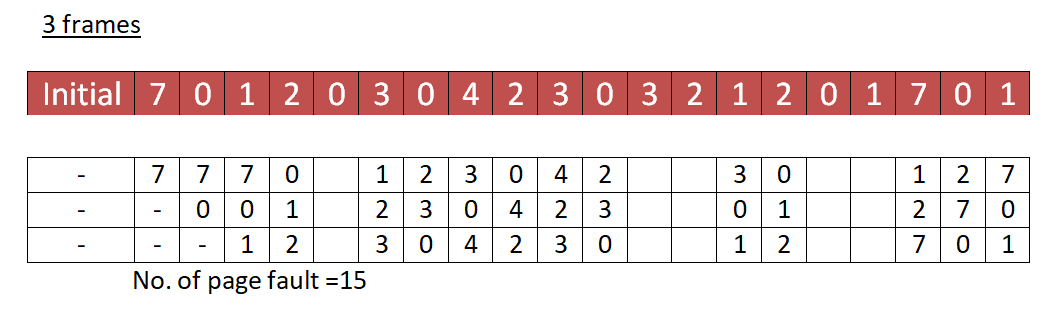 3 frames
Initial 7 0 1 2 0 3 0 4 2 3 0 3 2 1 2 0 1 7 0 1
- 7 7 7 0 1 2 3 0 4 2 3 0 1 2 7
- - 0 0 1 2 3 0 4 2 3 0 1 2 7 0
- - - 1 2 3 0 4 2 3 0 1 2 7 0 1
No. of page fault =15